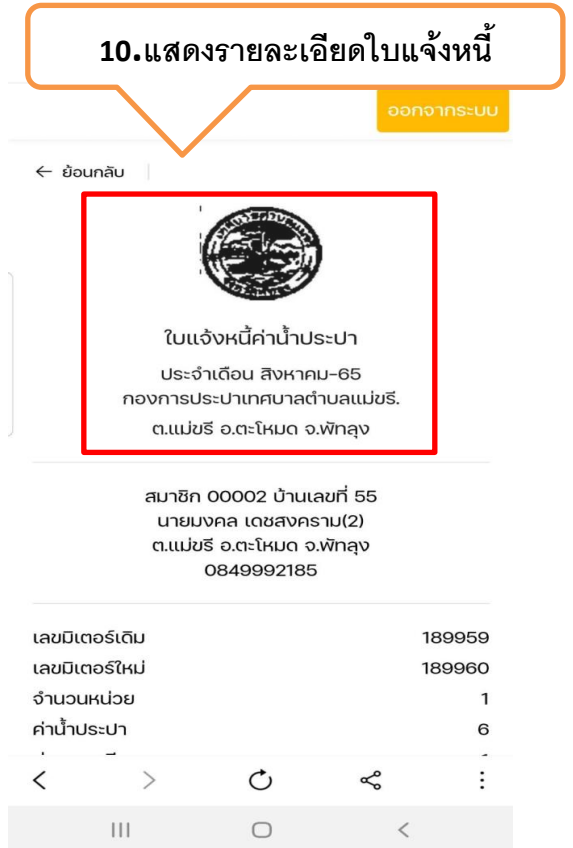 10.แสดงรายละเอียดใบแจ้งหนี้
ออกจากระบบ
← ย้อนกลับ
ใบแจ้งหนี้ค่าน้ำประปา
ประจำเดือน สิงหาคม-65
กองการประปาเทศบาลตำบลแม่ขรี.
ต.แม่ขรี อ.ตะโหมด จ.พัทลุง
สมาชิก 00002 บ้านเลขที่ 55
นายมงคล เดชสงคราม(2)
ต.แม่ขรี อ.ตะโหมด จ.พัทลุง
0849992185
เลขมิเตอร์เดิม 189959
เลขมิเตอร์ใหม่ 189960
จำนวนหน่วย 1
ค่าน้ำประปา 6